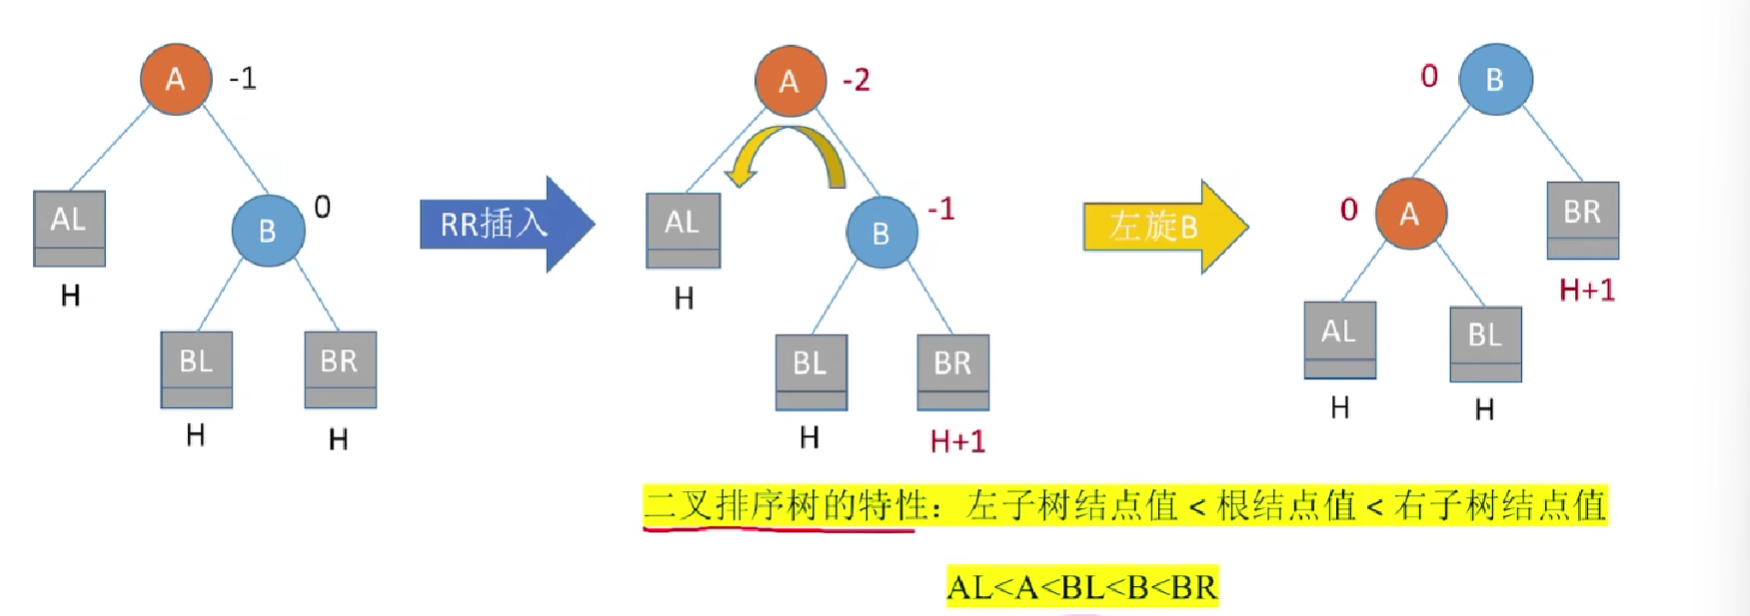 A -1
AL
H
B 0
BL
H
BR
H
RR插入
A -2
AL
H
B -1
BL
H
BR
H+1
左旋B
0 B
0 A
BR
H+1
AL
H
BL
H
二叉排序树的特性：左子树结点值 < 根结点值 < 右子树结点值
AL<A<BL<B<BR